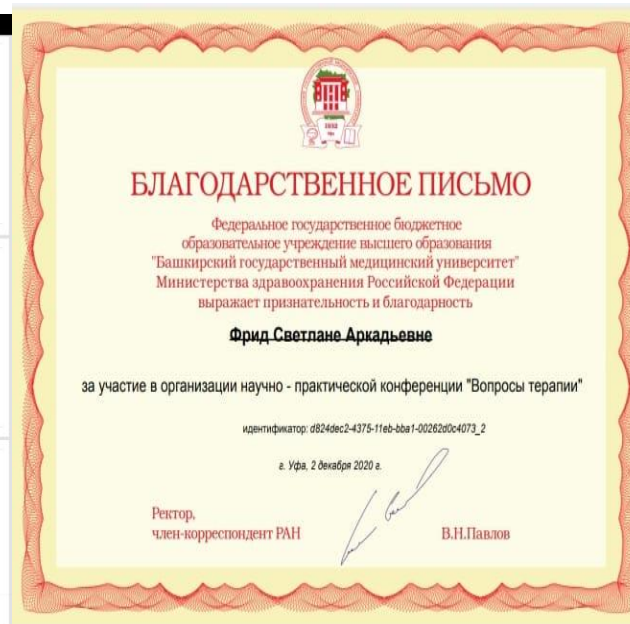 1932
БЛАГОДАРСТВЕННОЕ ПИСЬМО
Федеральное государственное бюджетное
образовательное учреждение высшего образования
"Башкирский государственный медицинский университет"
Министерства здравоохранения Российской Федерации
выражает признательность и благодарность
Фрид Светлане Аркадьевне
за участие в организации научно - практической конференции "Вопросы терапии"
идентификатор: d824dec2-4375-11eb-bba1-00262d0c4073_2
г. Уфа, 2 декабря 2020 г.
Ректор,
член-корреспондент РАН
В.Н.Павлов